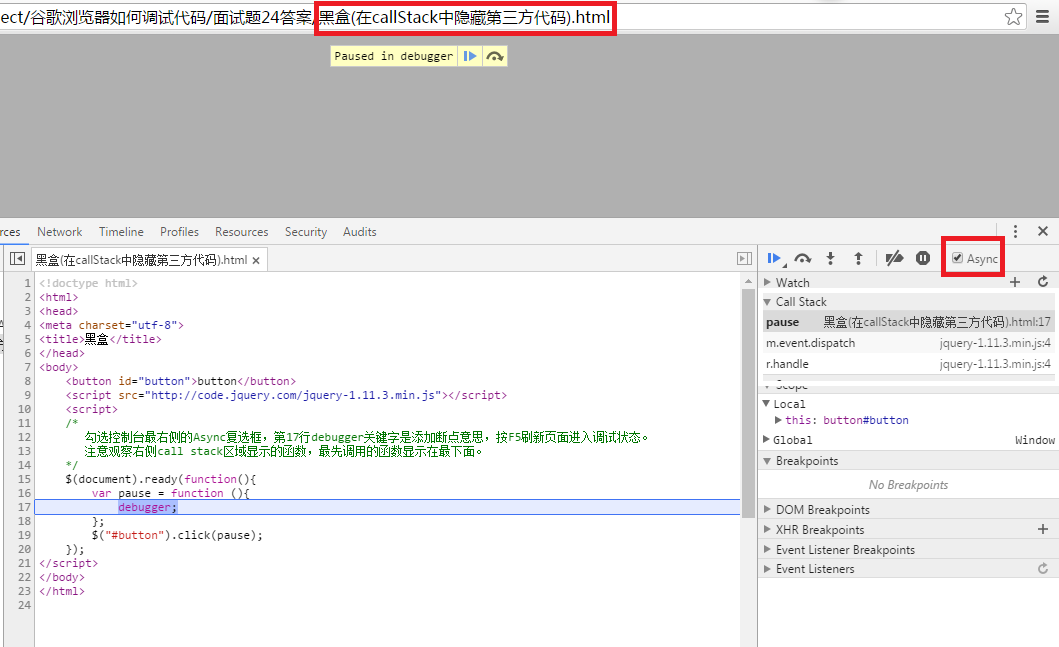 ect/谷歌浏览器如何调试代码/面试题24答案/黑盒(在callStack中隐藏第三方代码).html
Paused in debugger
rces Network Timeline Profiles Resources Security Audits
黑盒(在callStack中隐藏第三方代码).html ×
Async
1 <!doctype html>
2 <html>
3 <head>
4 <meta charset="utf-8">
5 <title>黑盒</title>
6 </head>
7 <body>
8 <button id="button">button</button>
9 <script src="http://code.jquery.com/jquery-1.11.3.min.js"></script>
10 <script>
11 /*
12 勾选控制台最右侧的Async复选框，第17行debugger关键字是添加断点意思，按F5刷新页面进入调试状态。
13 注意观察右侧call stack区域显示的函数，最先调用的函数显示在最下面。
14 */
15 $(document).ready(function(){
16 var pause = function (){
17 debugger;
18 };
19 $("#button").click(pause);
20 });
21 </script>
22 </body>
23 </html>
24
Watch
Call Stack
pause 黑盒(在callStack中隐藏第三方代码).html:17
m.event.dispatch jquery-1.11.3.min.js:4
r.handle jquery-1.11.3.min.js:4
Scope
Local
this: button#button
Global Window
Breakpoints
No Breakpoints
DOM Breakpoints
XHR Breakpoints
Event Listener Breakpoints
Event Listeners